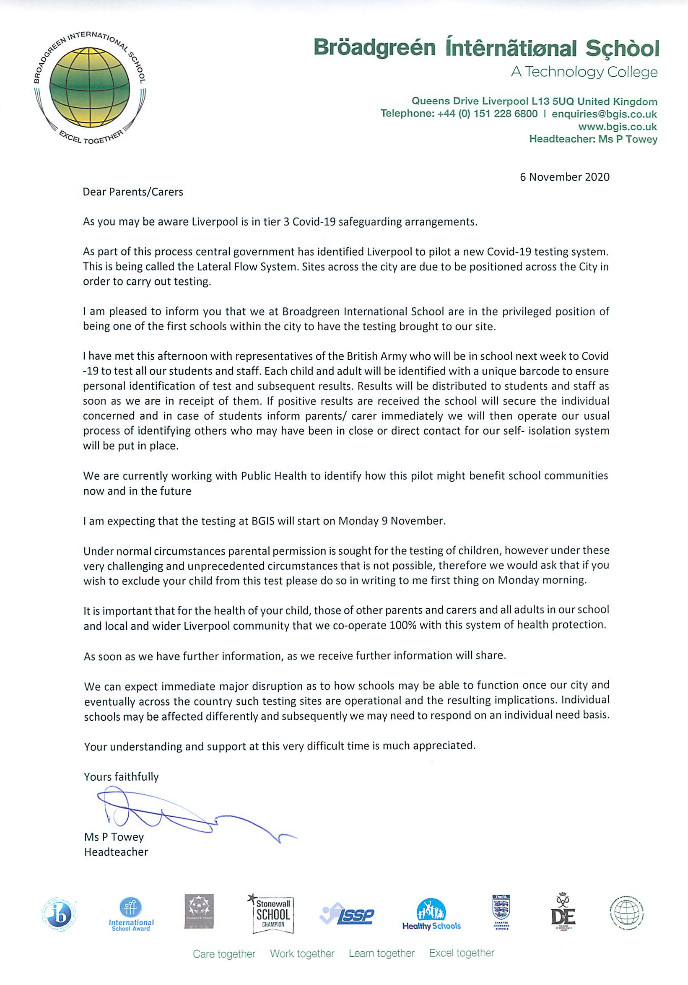 BROADGREEN INTERNATIONAL SCHOOL
EXCEL TOGETHER
Bröadgreén Íntêrnãtiønal Sçhòol
A Technology College
Queens Drive Liverpool L13 5UQ United Kingdom
Telephone: +44 (0) 151 228 6800 | enquiries@bgis.co.uk
www.bgis.co.uk
Headteacher: Ms P Towey
6 November 2020
Dear Parents/Carers
As you may be aware Liverpool is in tier 3 Covid-19 safeguarding arrangements.
As part of this process central government has identified Liverpool to pilot a new Covid-19 testing system.
This is being called the Lateral Flow System. Sites across the city are due to be positioned across the City in
order to carry out testing.
I am pleased to inform you that we at Broadgreen International School are in the privileged position of
being one of the first schools within the city to have the testing brought to our site.
I have met this afternoon with representatives of the British Army who will be in school next week to Covid
-19 to test all our students and staff. Each child and adult will be identified with a unique barcode to ensure
personal identification of test and subsequent results. Results will be distributed to students and staff as
soon as we are in receipt of them. If positive results are received the school will secure the individual
concerned and in case of students inform parents/ carer immediately we will then operate our usual
process of identifying others who may have been in close or direct contact for our self- isolation system
will be put in place.
We are currently working with Public Health to identify how this pilot might benefit school communities
now and in the future
I am expecting that the testing at BGIS will start on Monday 9 November.
Under normal circumstances parental permission is sought for the testing of children, however under these
very challenging and unprecedented circumstances that is not possible, therefore we would ask that if you
wish to exclude your child from this test please do so in writing to me first thing on Monday morning.
It is important that for the health of your child, those of other parents and carers and all adults in our school
and local and wider Liverpool community that we co-operate 100% with this system of health protection.
As soon as we have further information, as we receive further information will share.
We can expect immediate major disruption as to how schools may be able to function once our city and
eventually across the country such testing sites are operational and the resulting implications. Individual
schools may be affected differently and subsequently we may need to respond on an individual need basis.
Your understanding and support at this very difficult time is much appreciated.
Yours faithfully
Ms P Towey
Headteacher
International
School Award
Stonewall
SCHOOL
CHAMPION
LSSP
Healthy Schools
DE
Care together Work together Learn together Excel together